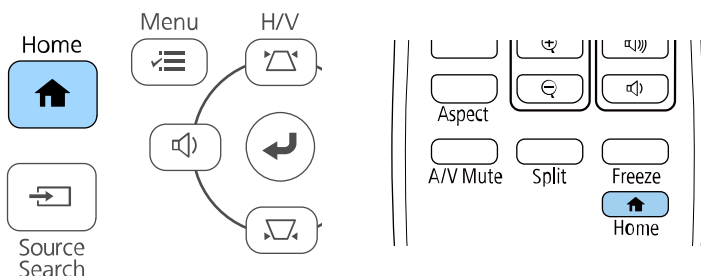 Menu
H/V
Home
Source
Search
Aspect
A/V Mute
Split
Freeze
Home